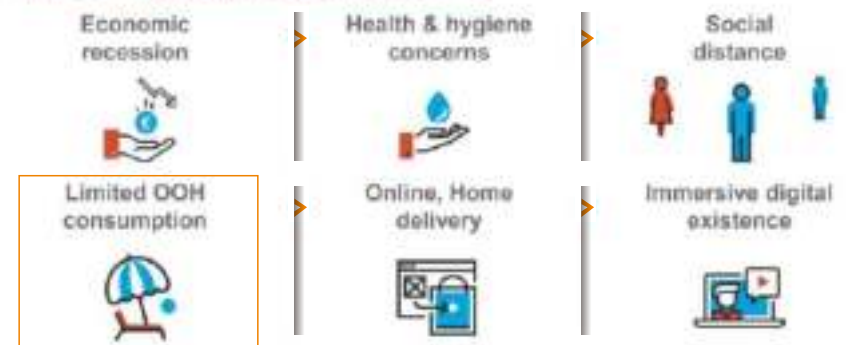 Economic
recession
Health & hygiene
concerns
Social
distance
Limited OOH
consumption
Online, Home
delivery
Immersive digital
existence